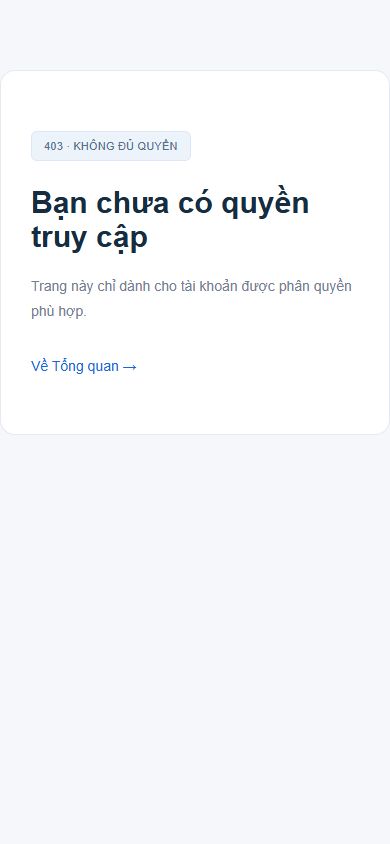 403 · KHÔNG ĐỦ QUYỀN
Bạn chưa có quyền
truy cập
Trang này chỉ dành cho tài khoản được phân quyền
phù hợp.
Về Tổng quan →